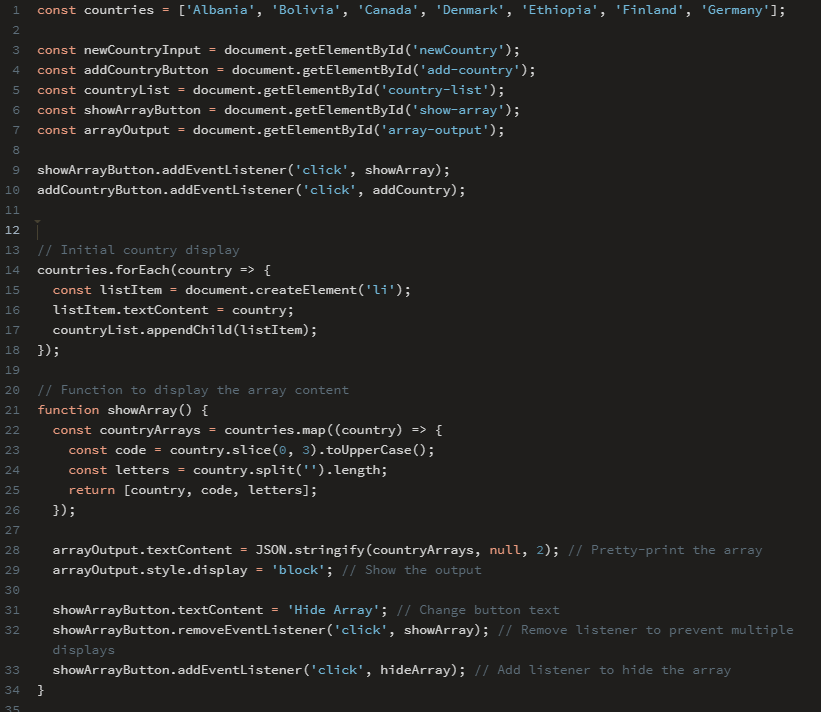 1 const countries = ['Albania', 'Bolivia', 'Canada', 'Denmark', 'Ethiopia', 'Finland', 'Germany'];
2
3 const newCountryInput = document.getElementById('newCountry');
4 const addCountryButton = document.getElementById('add-country');
5 const countryList = document.getElementById('country-list');
6 const showArrayButton = document.getElementById('show-array');
7 const arrayOutput = document.getElementById('array-output');
8
9 showArrayButton.addEventListener('click', showArray);
10 addCountryButton.addEventListener('click', addCountry);
11
12
13 // Initial country display
14 countries.forEach(country => {
15   const listItem = document.createElement('li');
16   listItem.textContent = country;
17   countryList.appendChild(listItem);
18 });
19
20 // Function to display the array content
21 function showArray() {
22   const countryArrays = countries.map((country) => {
23     const code = country.slice(0, 3).toUpperCase();
24     const letters = country.split('').length;
25     return [country, code, letters];
26   });
27
28   arrayOutput.textContent = JSON.stringify(countryArrays, null, 2); // Pretty-print the array
29   arrayOutput.style.display = 'block'; // Show the output
30
31   showArrayButton.textContent = 'Hide Array'; // Change button text
32   showArrayButton.removeEventListener('click', showArray); // Remove listener to prevent multiple
displays
33   showArrayButton.addEventListener('click', hideArray); // Add listener to hide the array
34 }
35